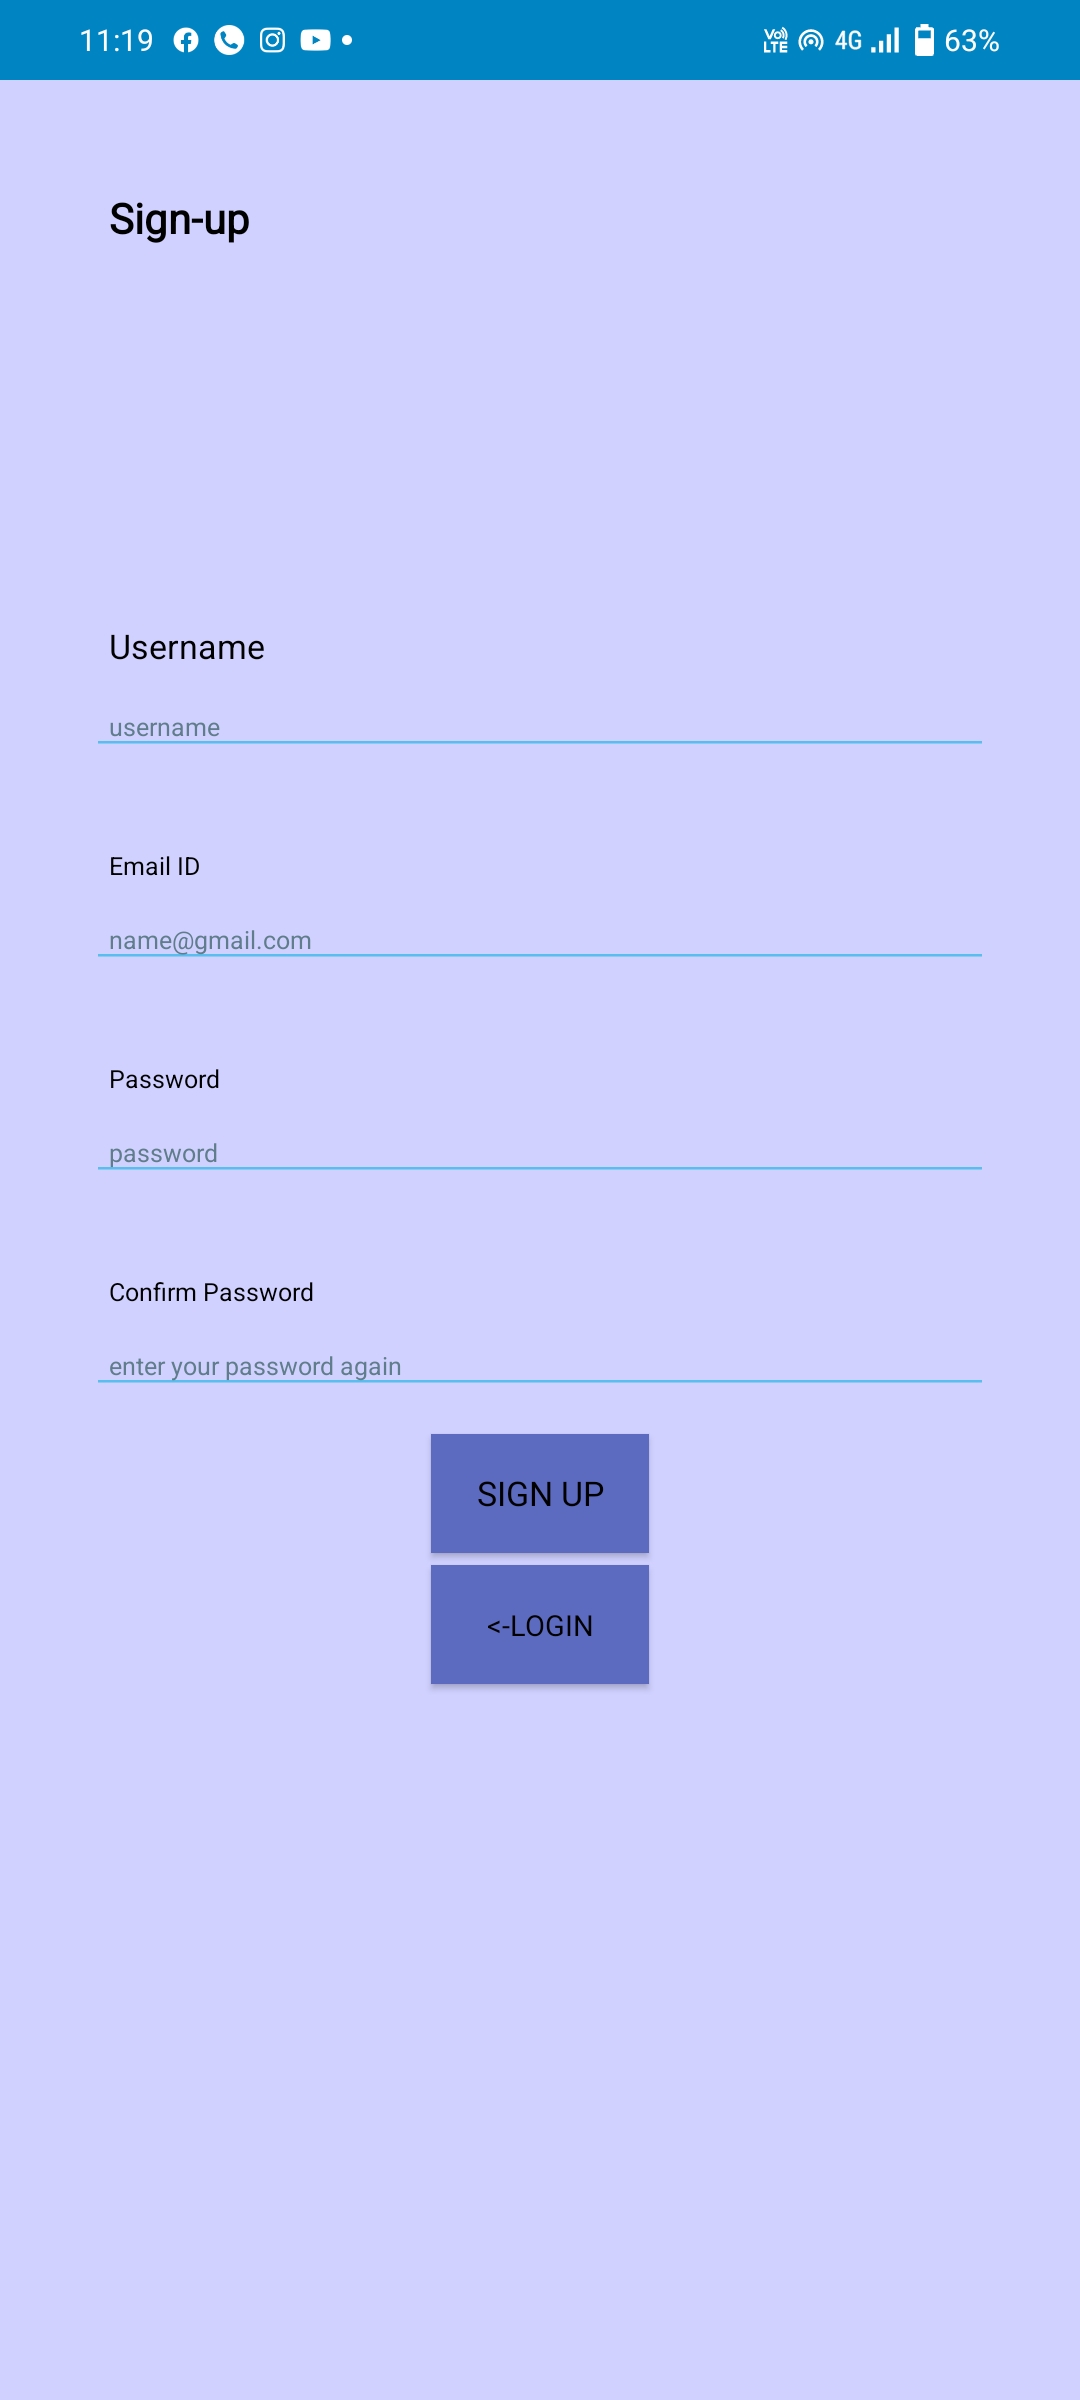 11:19 Vo) LTE 4G 63%
Sign-up
Username
username
Email ID
name@gmail.com
Password
password
Confirm Password
enter your password again
SIGN UP
<-LOGIN